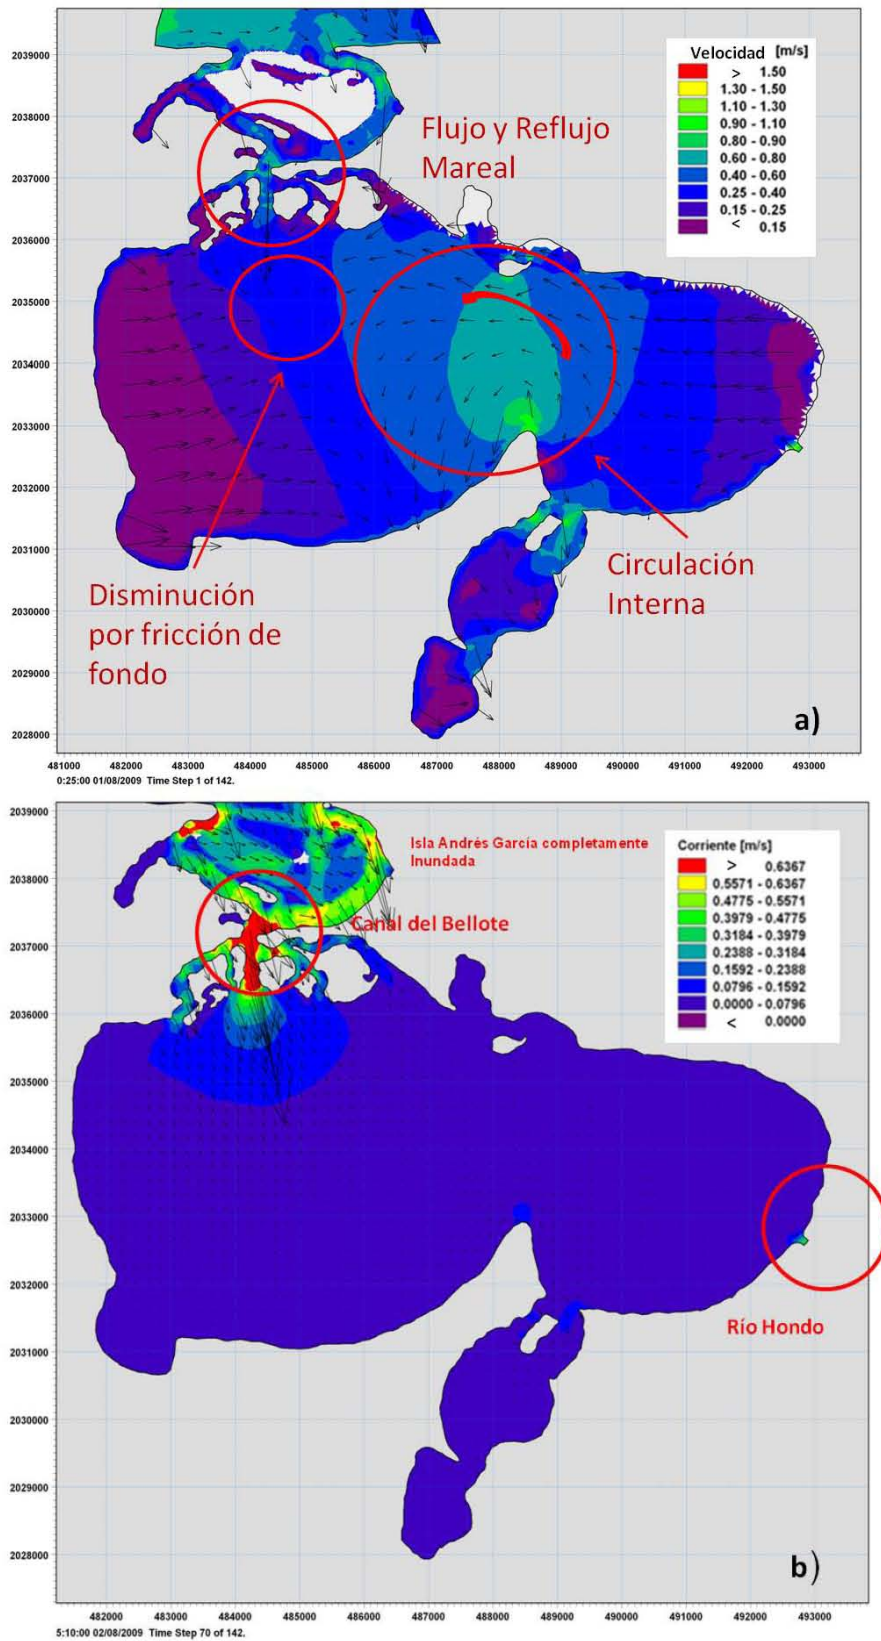 2039000
2038000
2037000
2036000
2035000
2034000
2033000
2032000
2031000
2030000
2029000
2028000
Velocidad [m/s]
> 1.50
1.30 - 1.50
1.10 - 1.30
0.90 - 1.10
0.80 - 0.90
0.60 - 0.80
0.40 - 0.60
0.25 - 0.40
0.15 - 0.25
< 0.15
Flujo y Reflujo
Mareal
Disminución
por fricción de
fondo
Circulación
Interna
a)
481000 482000 483000 484000 485000 486000 487000 488000 489000 490000 491000 492000 493000
0:25:00 01/08/2009 Time Step 1 of 142.
2039000
2038000
2037000
2036000
2035000
2034000
2033000
2032000
2031000
2030000
2029000
2028000
Isla Andrés García completamente
Inundada
Canal del Bellote
Corriente [m/s]
> 0.6367
0.5571 - 0.6367
0.4775 - 0.5571
0.3979 - 0.4775
0.3184 - 0.3979
0.2388 - 0.3184
0.1592 - 0.2388
0.0796 - 0.1592
0.0000 - 0.0796
< 0.0000
Río Hondo
b)
482000 483000 484000 485000 486000 487000 488000 489000 490000 491000 492000 493000
5:10:00 02/08/2009 Time Step 70 of 142.